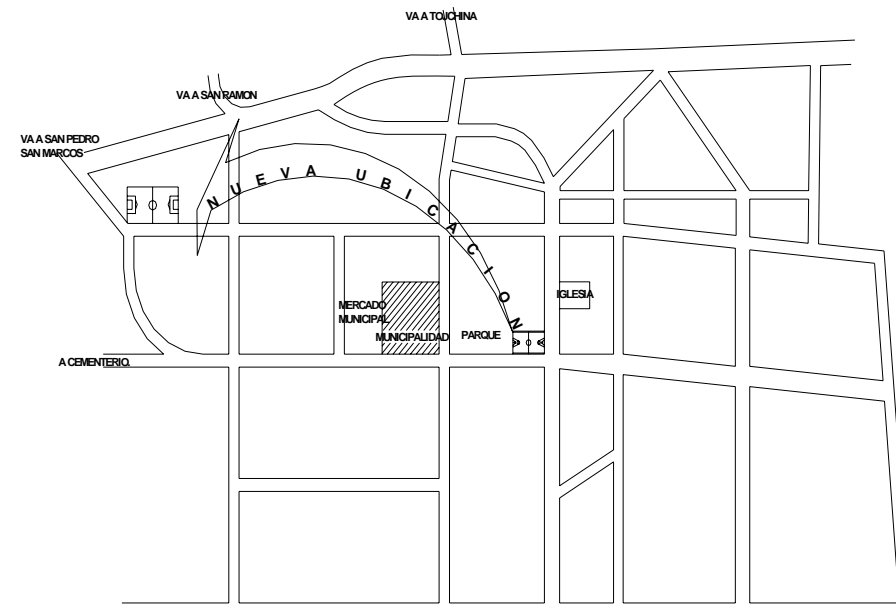 VA A TOJCHINA
VA A SAN RAMON
VA A SAN PEDRO
SAN MARCOS
NUEVA UBICACION
IGLESIA
MERCADO
MUNICIPAL
MUNICIPALIDAD
PARQUE
A CEMENTERIO.